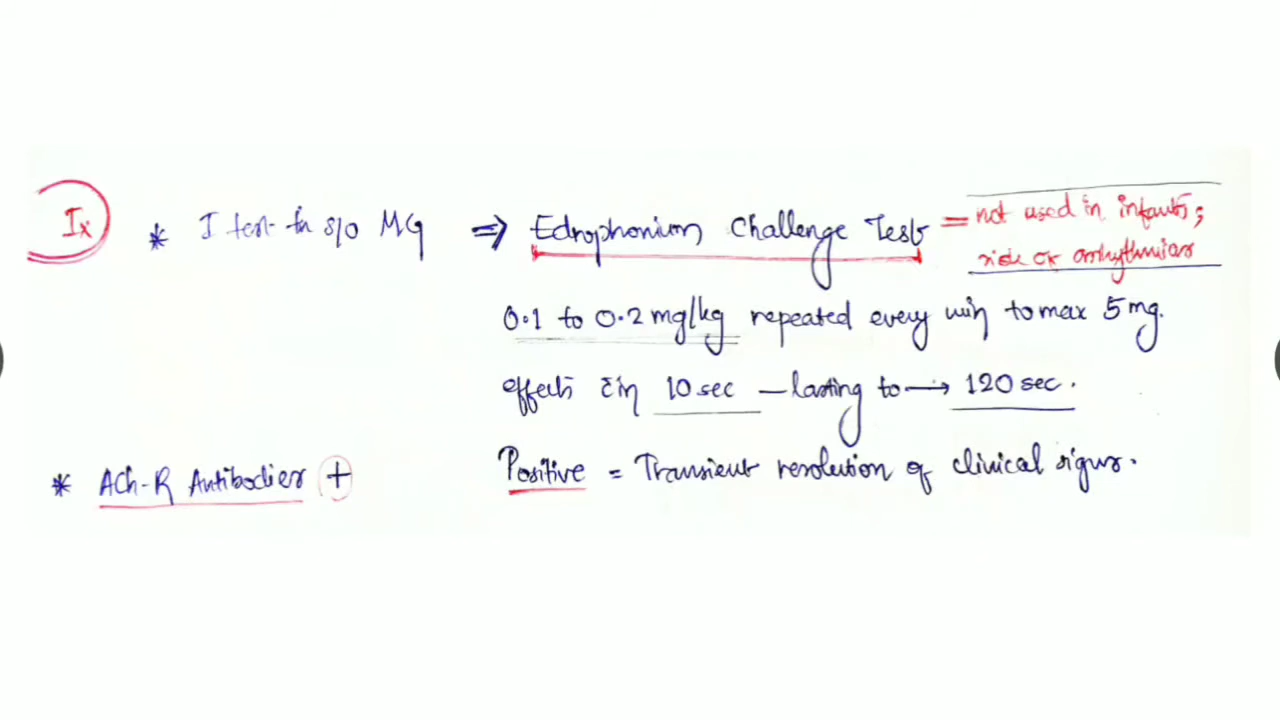 Ix
* I test in s/o MG ⇒ Edrophonium Challenge Test = not used in infants;
risk of arrhythmias
0.1 to 0.2 mg/kg repeated every min to max 5 mg.
effects c̄in 10 sec — lasting to → 120 sec.
Positive = Transient resolution of clinical signs.
* ACh-R Antibodies +